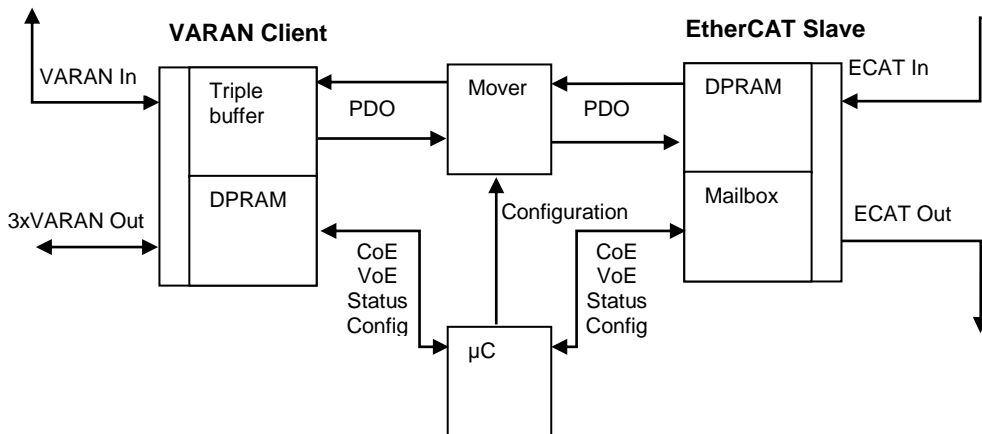 VARAN Client
EtherCAT Slave
VARAN In
Triple
buffer
PDO
Mover
PDO
DPRAM
ECAT In
DPRAM
Mailbox
3xVARAN Out
Configuration
ECAT Out
CoE
VoE
Status
Config
CoE
VoE
Status
Config
µC